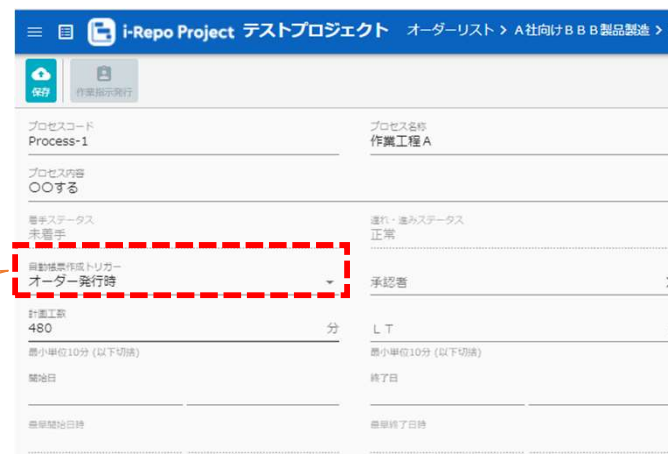 i-Repo Project テストプロジェクト オーダーリスト > A社向けBBB製品製造 >
保存 作業指示発行
プロセスコード プロセス名称
Process-1 作業工程A
プロセス内容
〇〇する
着手ステータス 遅れ・進みステータス
未着手 正常
自動帳票作成トリガー
オーダー発行時 承認者
計画工数
480 分 LT
最小単位10分 (以下切捨) 最小単位10分 (以下切捨)
開始日 終了日
最早開始日時 最早終了日時